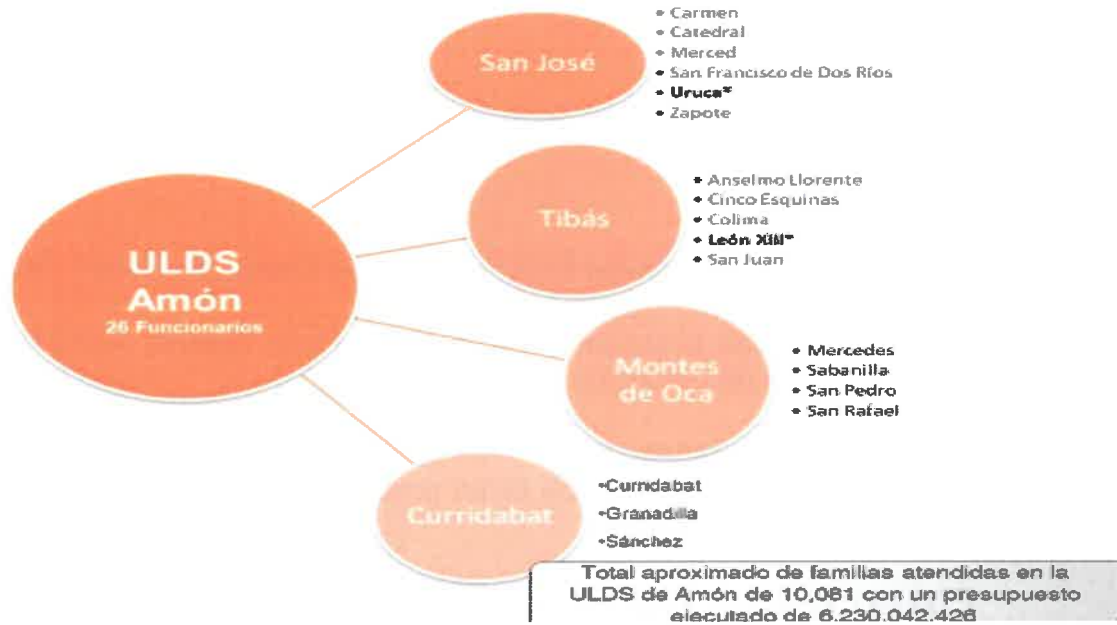 ULDS
Amón
26 Funcionarios
San José
• Carmen
• Catedral
• Merced
• San Francisco de Dos Ríos
• Uruca*
• Zapote
Tibás
• Anselmo Llorente
• Cinco Esquinas
• Colima
• León XIII*
• San Juan
Montes
de Oca
• Mercedes
• Sabanilla
• San Pedro
• San Rafael
Curridabat
•Curridabat
•Granadilla
•Sánchez
Total aproximado de familias atendidas en la
ULDS de Amón de 10,081 con un presupuesto
ejecutado de 6.230.042.426